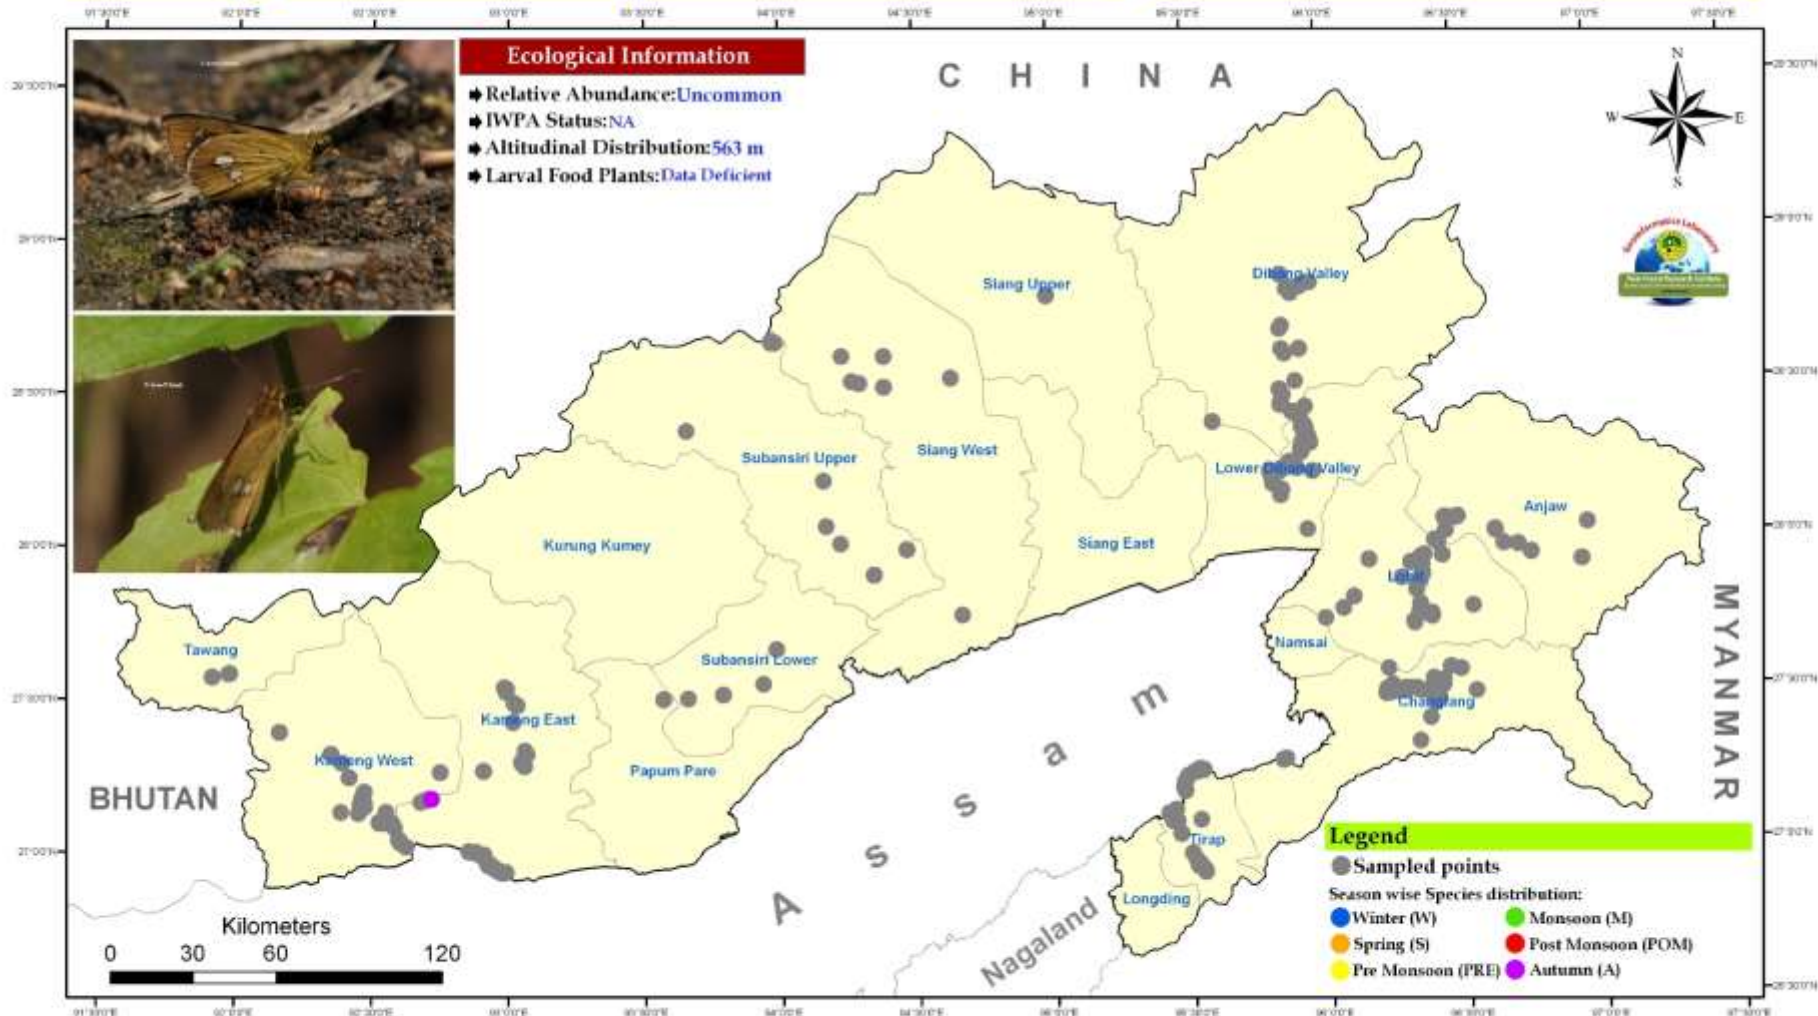 Ecological Information
Relative Abundance:Uncommon
IWPA Status:NA
Altitudinal Distribution:563 m
Larval Food Plants:Data Deficient
CHINA
N
W E
S
Siang Upper
Dibang Valley
Subansiri Upper
Siang West
Lower Dibang Valley
Anjaw
Kurung Kumey
Siang East
Lohit
Tawang
Subansiri Lower
Namsai
MYANMAR
Kameng East
Changlang
Kameng West
Papum Pare
BHUTAN
Assam
Tirap
Longding
Nagaland
Kilometers
0 30 60 120
Legend
Sampled points
Season wise Species distribution:
Winter (W)
Monsoon (M)
Spring (S)
Post Monsoon (POM)
Pre Monsoon (PRE)
Autumn (A)